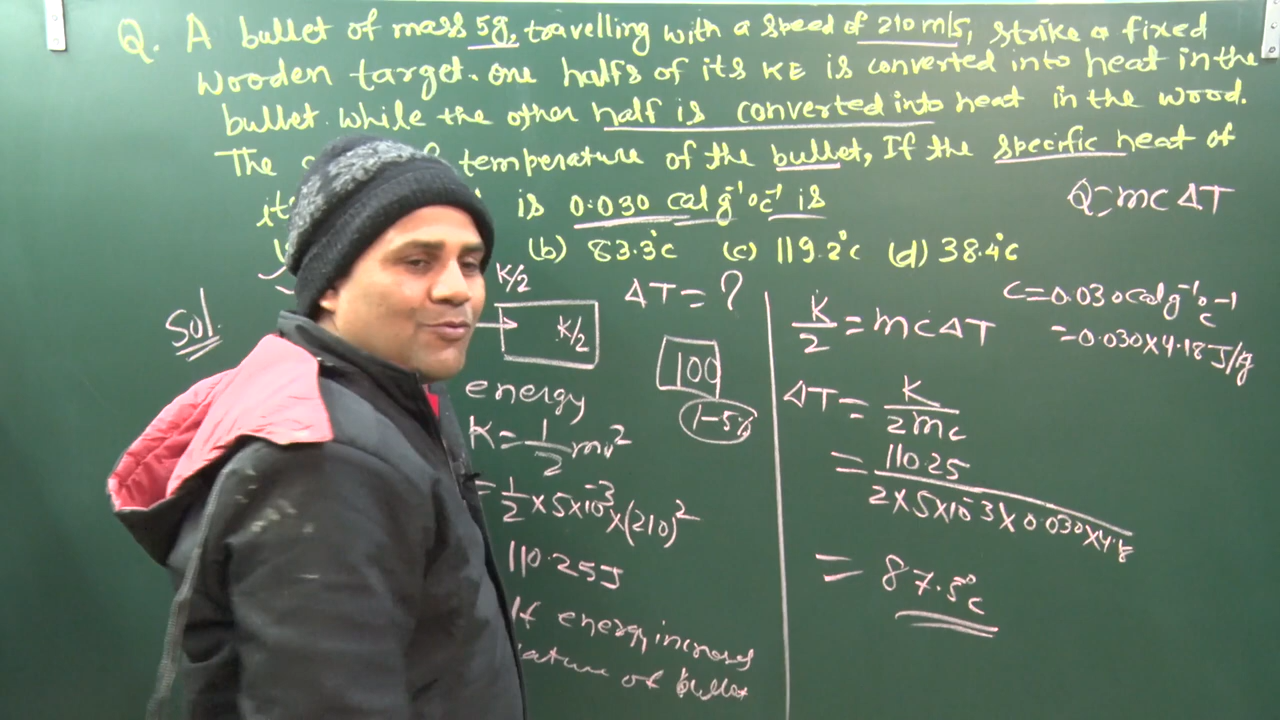 Q. A bullet of mass 5g, travelling with a speed of 210 m/s, strike a fixed
wooden target. one halfs of its KE is converted into heat in the
bullet while the other half is converted into heat in the wood.
The temperature of the bullet, If the specific heat of
is 0.030 cal g⁻¹ °c⁻¹ is
(b) 83.3°c (c) 119.2°c (d) 38.4°c
Q=mcΔT
Sol.
K/2
K/2
ΔT = ?
100
1-5%
energy
K = 1/2 mv²
= 1/2 × 5×10⁻³ × (210)²
110.25J
energy increases
of bullet
K/2 = mcΔT
ΔT = K/2mc
= 110.25/2×5×10⁻³×0.030×4.18
= 87.5°c
C=0.030 cal g⁻¹ °c⁻¹
=0.030×4.18 J/kg